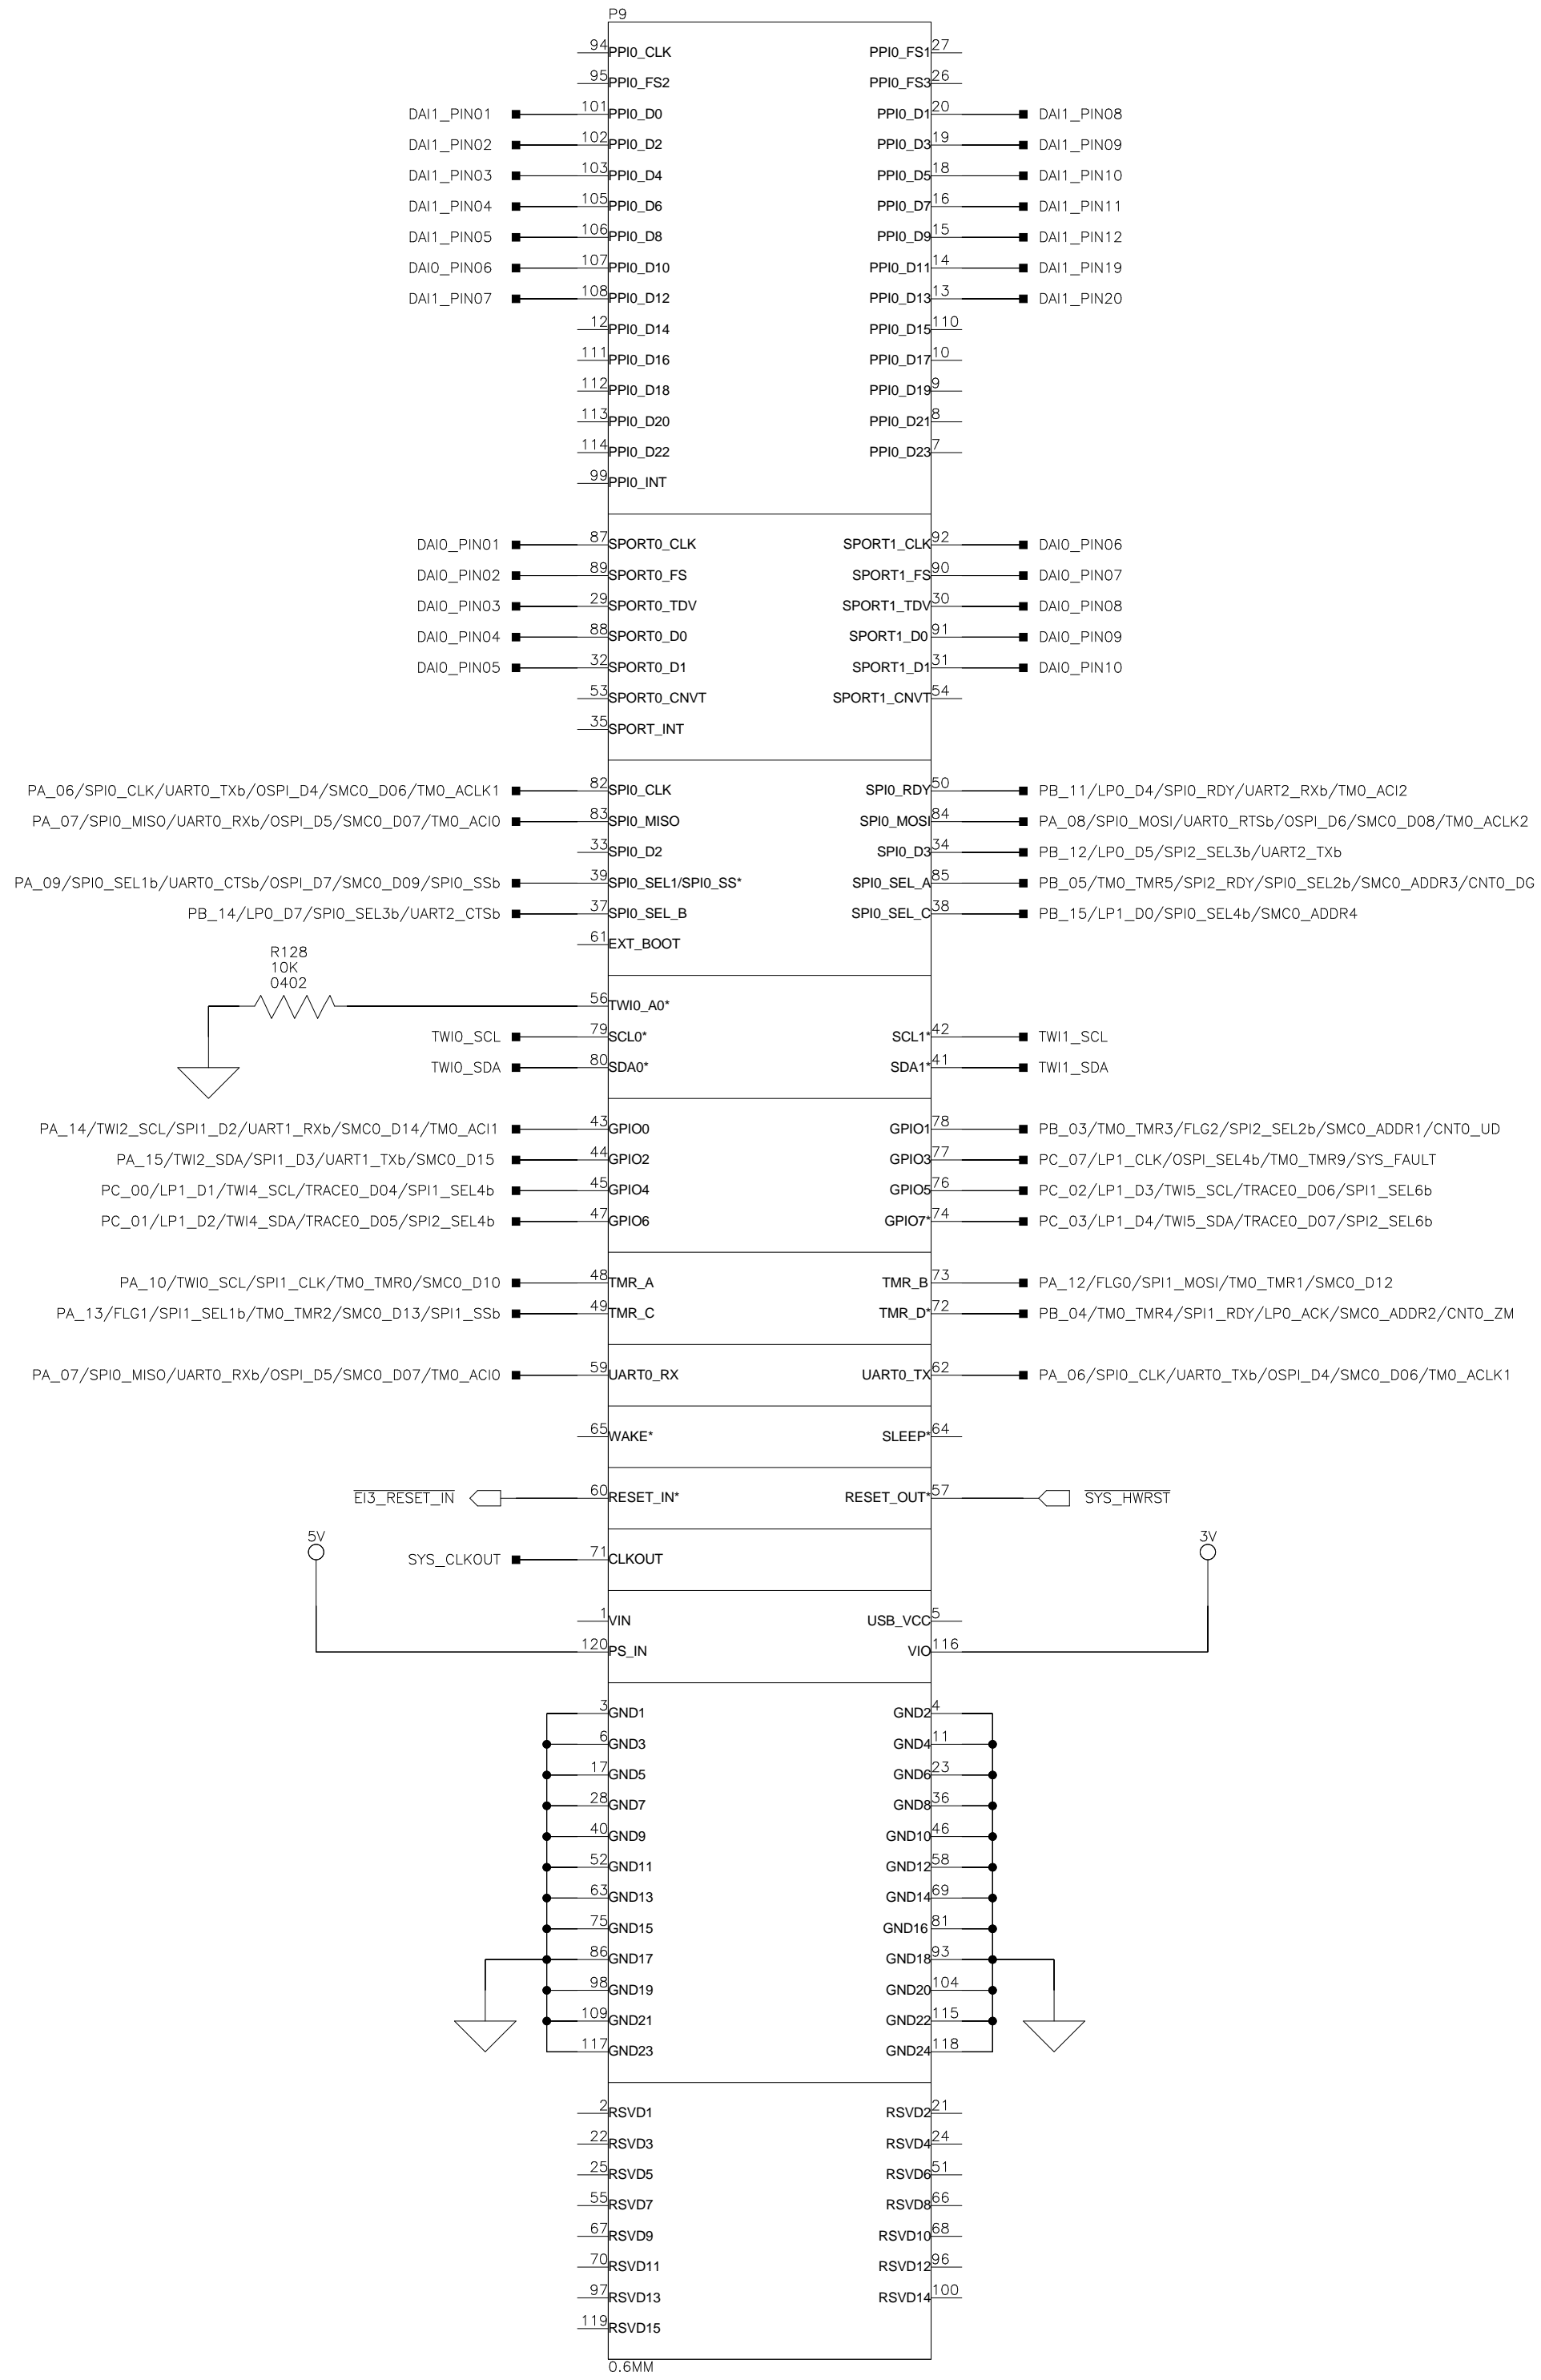 P9
94 PPI0_CLK PPI0_FS1 27
95 PPI0_FS2 PPI0_FS3 26
DAI1_PIN01 101 PPI0_D0 PPI0_D1 20 DAI1_PIN08
DAI1_PIN02 102 PPI0_D2 PPI0_D3 19 DAI1_PIN09
DAI1_PIN03 103 PPI0_D4 PPI0_D5 18 DAI1_PIN10
DAI1_PIN04 105 PPI0_D6 PPI0_D7 16 DAI1_PIN11
DAI1_PIN05 106 PPI0_D8 PPI0_D9 15 DAI1_PIN12
DAI0_PIN06 107 PPI0_D10 PPI0_D11 14 DAI1_PIN19
DAI1_PIN07 108 PPI0_D12 PPI0_D13 13 DAI1_PIN20
12 PPI0_D14 PPI0_D15 110
111 PPI0_D16 PPI0_D17 10
112 PPI0_D18 PPI0_D19 9
113 PPI0_D20 PPI0_D21 8
114 PPI0_D22 PPI0_D23 7
99 PPI0_INT
DAI0_PIN01 87 SPORT0_CLK SPORT1_CLK 92 DAI0_PIN06
DAI0_PIN02 89 SPORT0_FS SPORT1_FS 90 DAI0_PIN07
DAI0_PIN03 29 SPORT0_TDV SPORT1_TDV 30 DAI0_PIN08
DAI0_PIN04 88 SPORT0_D0 SPORT1_D0 91 DAI0_PIN09
DAI0_PIN05 32 SPORT0_D1 SPORT1_D1 31 DAI0_PIN10
53 SPORT0_CNVT SPORT1_CNVT 54
35 SPORT_INT
PA_06/SPI0_CLK/UART0_TXb/OSPI_D4/SMC0_D06/TM0_ACLK1 82 SPI0_CLK SPI0_RDY 50 PB_11/LP0_D4/SPI0_RDY/UART2_RXb/TM0_ACI2
PA_07/SPI0_MISO/UART0_RXb/OSPI_D5/SMC0_D07/TM0_ACI0 83 SPI0_MISO SPI0_MOSI 84 PA_08/SPI0_MOSI/UART0_RTSb/OSPI_D6/SMC0_D08/TM0_ACLK2
33 SPI0_D2 SPI0_D3 34 PB_12/LP0_D5/SPI2_SEL3b/UART2_TXb
PA_09/SPI0_SEL1b/UART0_CTSb/OSPI_D7/SMC0_D09/SPI0_SSb 39 SPI0_SEL1/SPI0_SS* SPI0_SEL_A 85 PB_05/TM0_TMR5/SPI2_RDY/SPI0_SEL2b/SMC0_ADDR3/CNT0_DG
PB_14/LP0_D7/SPI0_SEL3b/UART2_CTSb 37 SPI0_SEL_B SPI0_SEL_C 38 PB_15/LP1_D0/SPI0_SEL4b/SMC0_ADDR4
61 EXT_BOOT
R128
10K
0402
56 TWI0_A0*
TWI0_SCL 79 SCL0* SCL1* 42 TWI1_SCL
TWI0_SDA 80 SDA0* SDA1* 41 TWI1_SDA
PA_14/TWI2_SCL/SPI1_D2/UART1_RXb/SMC0_D14/TM0_ACI1 43 GPIO0 GPIO1 78 PB_03/TM0_TMR3/FLG2/SPI2_SEL2b/SMC0_ADDR1/CNT0_UD
PA_15/TWI2_SDA/SPI1_D3/UART1_TXb/SMC0_D15 44 GPIO2 GPIO3 77 PC_07/LP1_CLK/OSPI_SEL4b/TM0_TMR9/SYS_FAULT
PC_00/LP1_D1/TWI4_SCL/TRACE0_D04/SPI1_SEL4b 45 GPIO4 GPIO5 76 PC_02/LP1_D3/TWI5_SCL/TRACE0_D06/SPI1_SEL6b
PC_01/LP1_D2/TWI4_SDA/TRACE0_D05/SPI2_SEL4b 47 GPIO6 GPIO7* 74 PC_03/LP1_D4/TWI5_SDA/TRACE0_D07/SPI2_SEL6b
PA_10/TWI0_SCL/SPI1_CLK/TM0_TMR0/SMC0_D10 48 TMR_A TMR_B 73 PA_12/FLG0/SPI1_MOSI/TM0_TMR1/SMC0_D12
PA_13/FLG1/SPI1_SEL1b/TM0_TMR2/SMC0_D13/SPI1_SSb 49 TMR_C TMR_D* 72 PB_04/TM0_TMR4/SPI1_RDY/LP0_ACK/SMC0_ADDR2/CNT0_ZM
PA_07/SPI0_MISO/UART0_RXb/OSPI_D5/SMC0_D07/TM0_ACI0 59 UART0_RX UART0_TX 62 PA_06/SPI0_CLK/UART0_TXb/OSPI_D4/SMC0_D06/TM0_ACLK1
65 WAKE* SLEEP* 64
EI3_RESET_IN 60 RESET_IN* RESET_OUT* 57 SYS_HWRST
5V 3V
SYS_CLKOUT 71 CLKOUT
1 VIN USB_VCC 5
120 PS_IN VIO 116
3 GND1 GND2 4
6 GND3 GND4 11
17 GND5 GND6 23
28 GND7 GND8 36
40 GND9 GND10 46
52 GND11 GND12 58
63 GND13 GND14 69
75 GND15 GND16 81
86 GND17 GND18 93
98 GND19 GND20 104
109 GND21 GND22 115
117 GND23 GND24 118
2 RSVD1 RSVD2 21
22 RSVD3 RSVD4 24
25 RSVD5 RSVD6 51
55 RSVD7 RSVD8 66
67 RSVD9 RSVD10 68
70 RSVD11 RSVD12 96
97 RSVD13 RSVD14 100
119 RSVD15
0.6MM